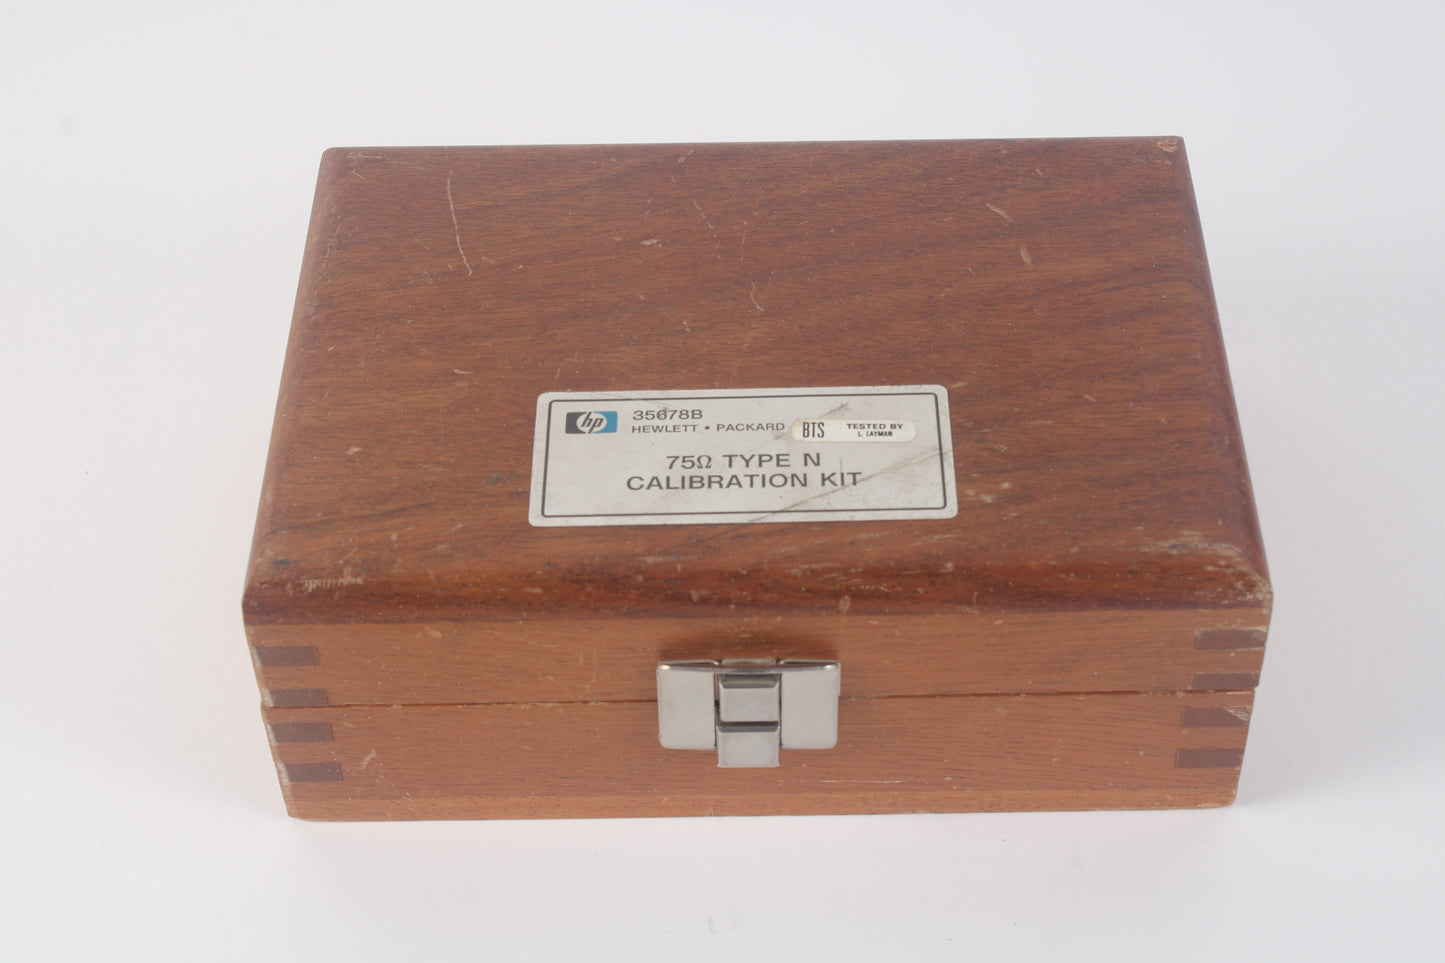 hp 35678B
HEWLETT • PACKARD
BTS TESTED BY
L. LAYMAN
75Ω TYPE N
CALIBRATION KIT